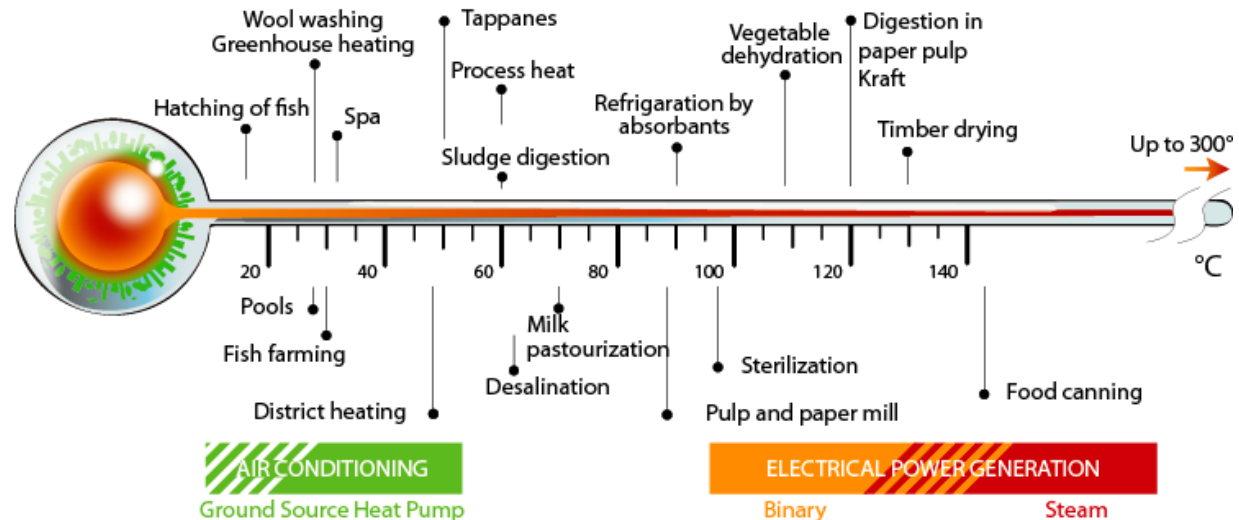 Wool washing
Greenhouse heating
Hatching of fish
Spa
Tappanes
Process heat
Sludge digestion
Refrigaration by
absorbants
Vegetable
dehydration
Digestion in
paper pulp
Kraft
Timber drying
Up to 300°
20
40
60
80
100
120
140
°C
Pools
Fish farming
District heating
Milk
pastourization
Desalination
Sterilization
Pulp and paper mill
Food canning
AIR CONDITIONING
Ground Source Heat Pump
ELECTRICAL POWER GENERATION
Binary
Steam